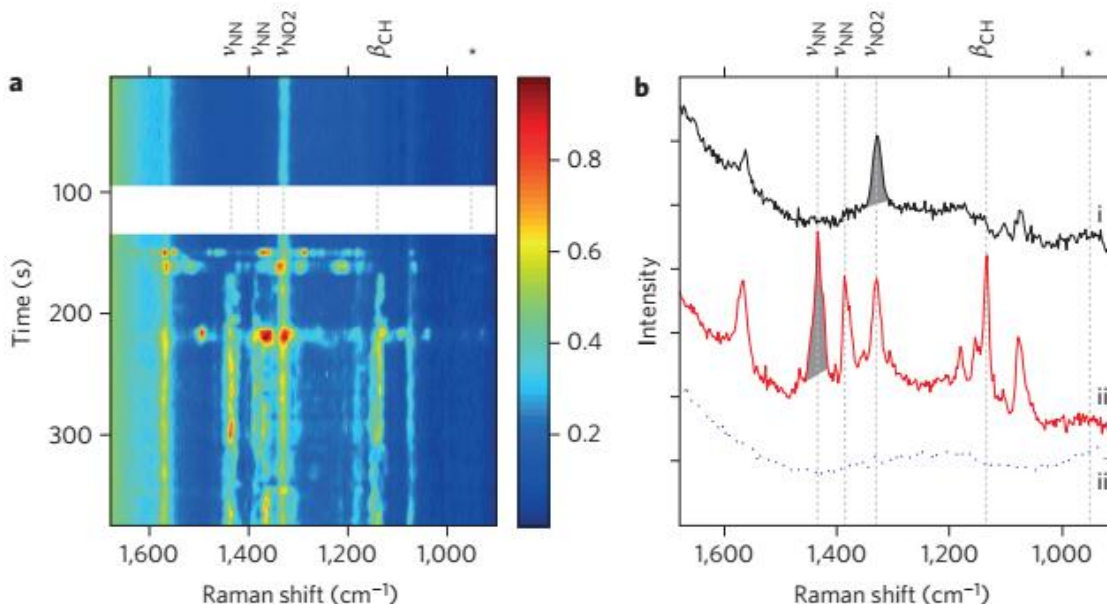 a
νNN νNN νNO2 βCH *
100
200
300
Time (s)
1,600 1,400 1,200 1,000
Raman shift (cm⁻¹)
0.8
0.6
0.4
0.2
b
νNN νNN νNO2 βCH *
i
ii
ii
Intensity
1,600 1,400 1,200 1,000
Raman shift (cm⁻¹)